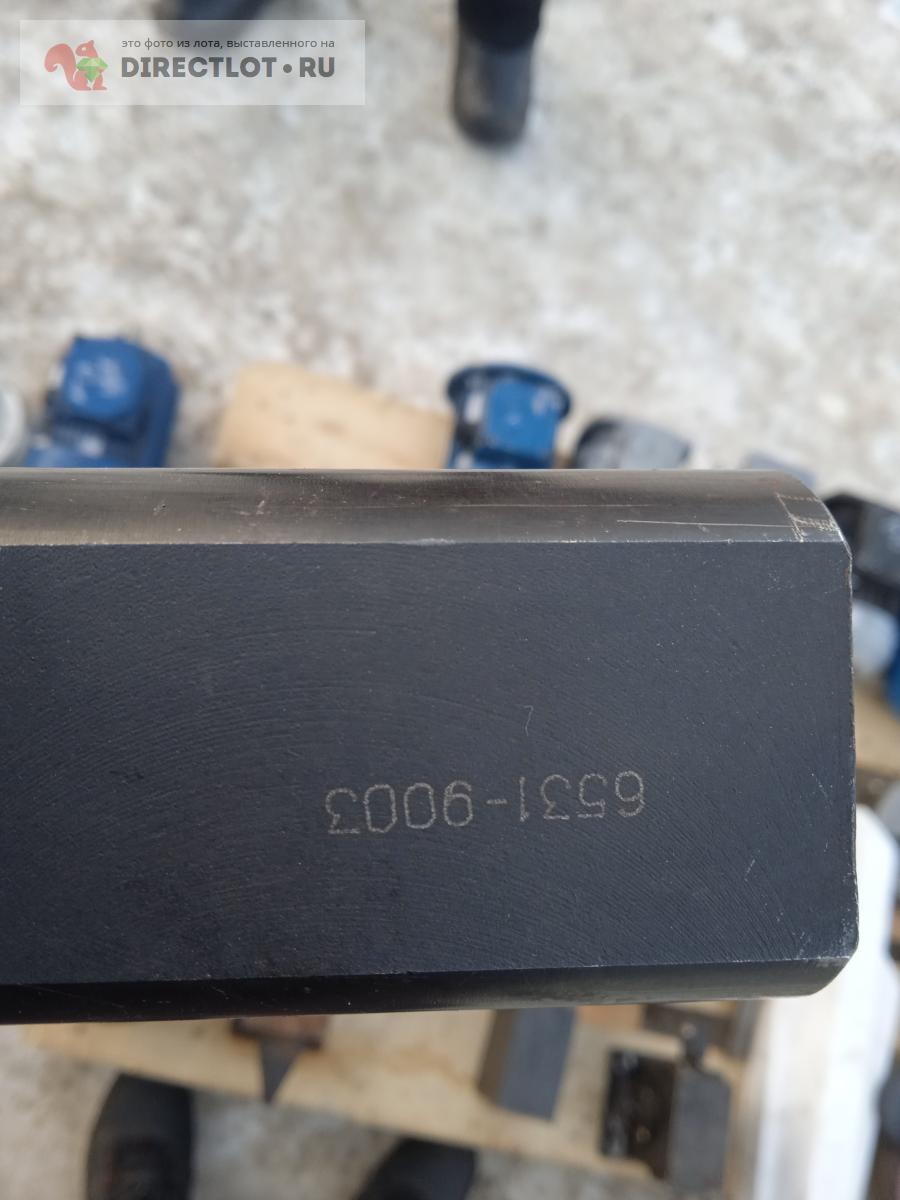 это фото из лота, выставленного на
DIRECTLOT•RU
6531-9003